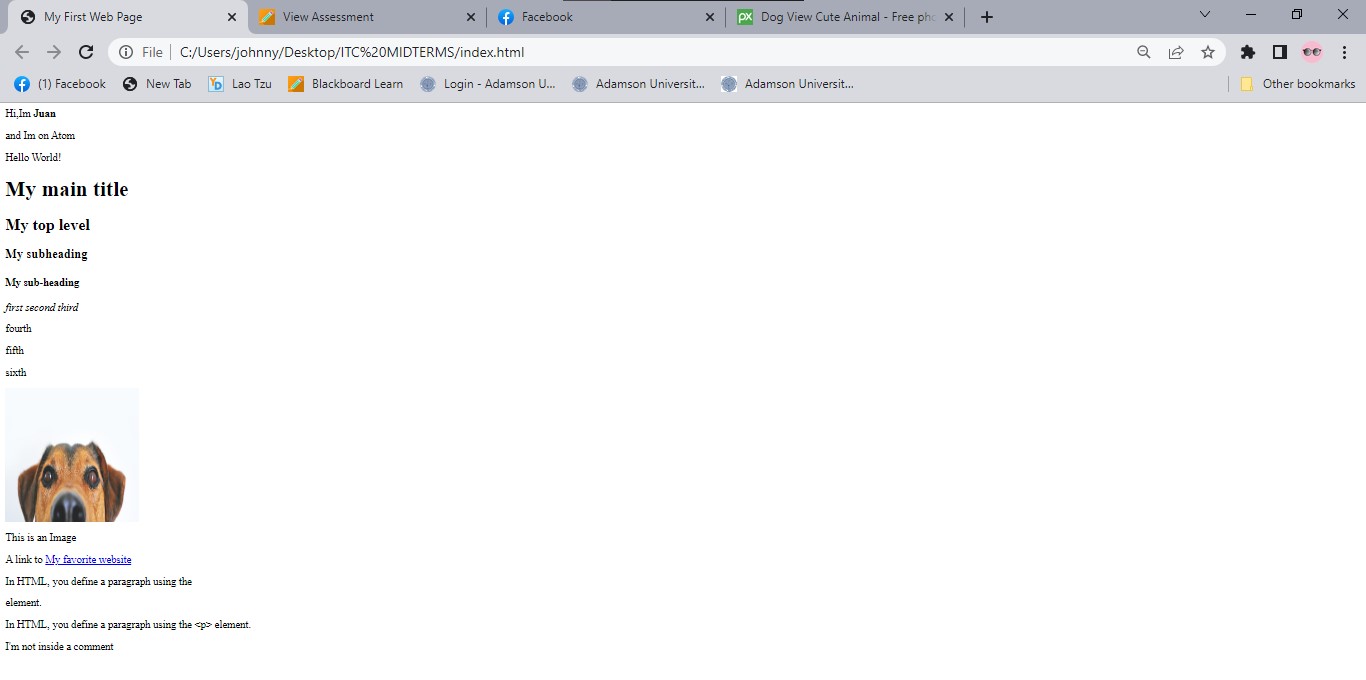 My First Web Page
View Assessment
Facebook
Dog View Cute Animal - Free pho
File
C:/Users/johnny/Desktop/ITC%20MIDTERMS/index.html
(1) Facebook
New Tab
Lao Tzu
Blackboard Learn
Login - Adamson U...
Adamson Universit...
Adamson Universit...
Other bookmarks
Hi,Im Juan
and Im on Atom
Hello World!
My main title
My top level
My subheading
My sub-heading
first second third
fourth
fifth
sixth
This is an Image
A link to My favorite website
In HTML, you define a paragraph using the
element.
In HTML, you define a paragraph using the <p> element.
I'm not inside a comment